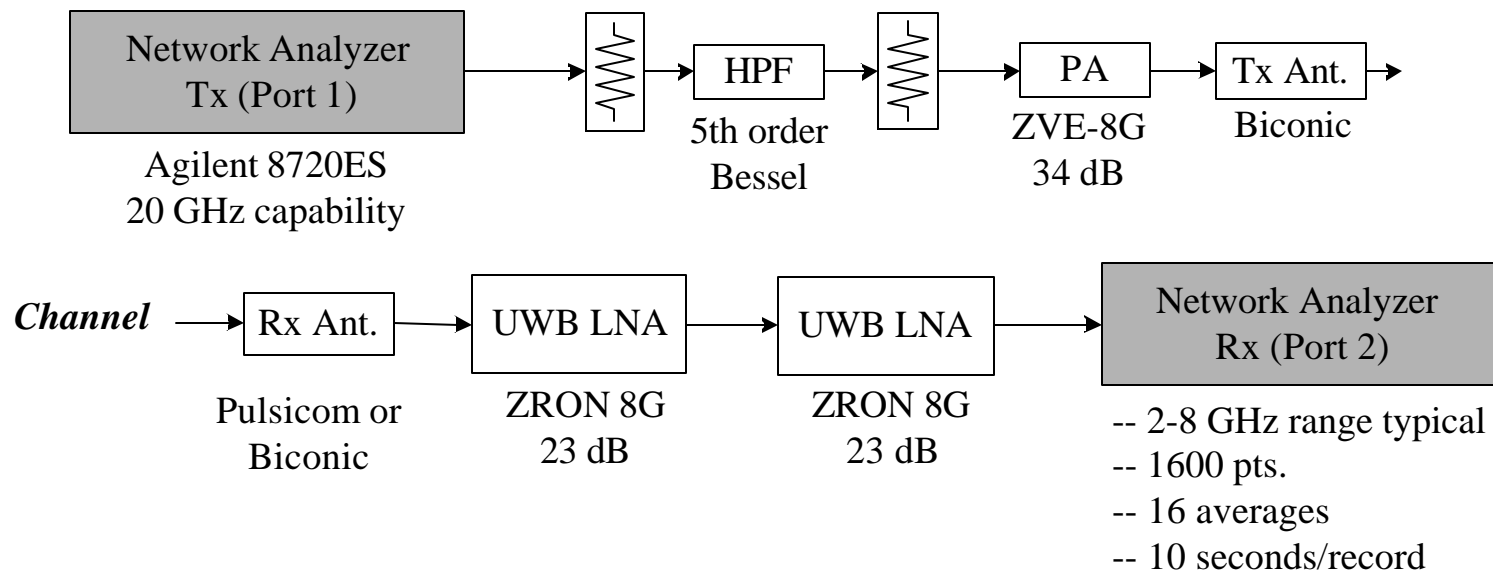 Network Analyzer
Tx (Port 1)
Agilent 8720ES
20 GHz capability
HPF
5th order
Bessel
PA
ZVE-8G
34 dB
Tx Ant.
Biconic
Channel
Rx Ant.
Pulsicom or
Biconic
UWB LNA
ZRON 8G
23 dB
UWB LNA
ZRON 8G
23 dB
Network Analyzer
Rx (Port 2)
-- 2-8 GHz range typical
-- 1600 pts.
-- 16 averages
-- 10 seconds/record